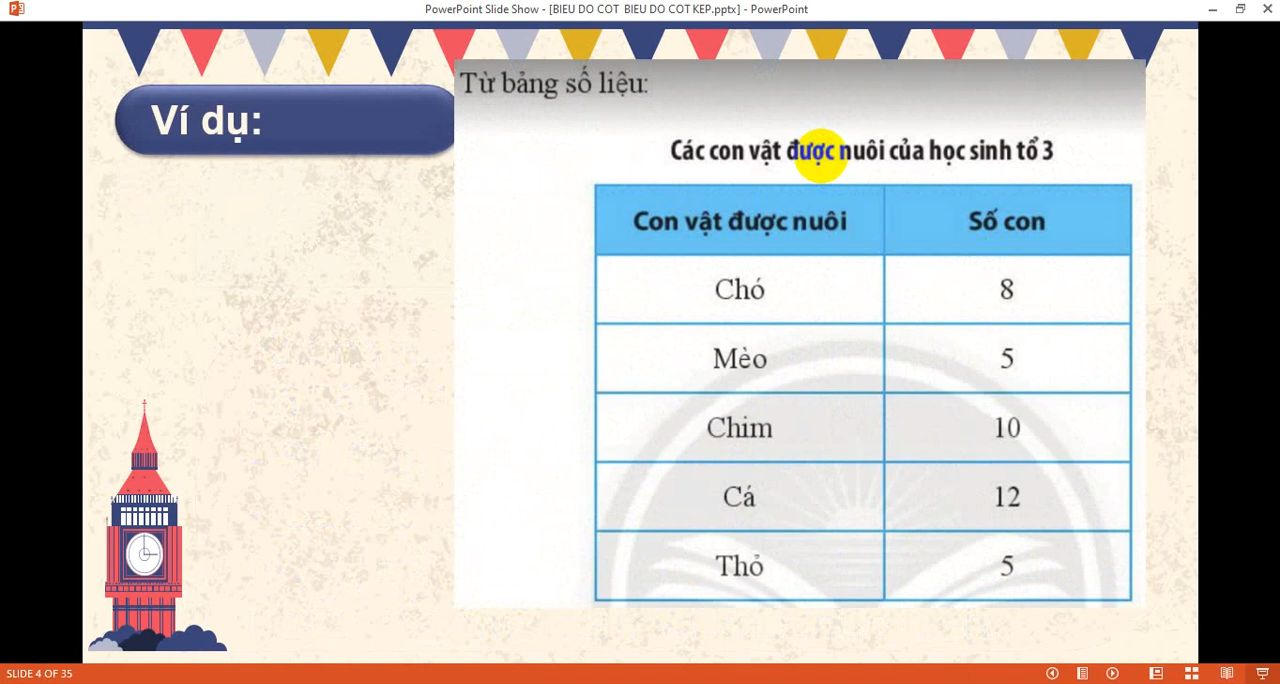 PowerPoint Slide Show - [BIEU DO COT BIEU DO COT KEP.pptx] - PowerPoint
Ví dụ:
Từ bảng số liệu:
Các con vật được nuôi của học sinh tổ 3
Con vật được nuôi Số con
Chó 8
Mèo 5
Chim 10
Cá 12
Thỏ 5
SLIDE 4 OF 35